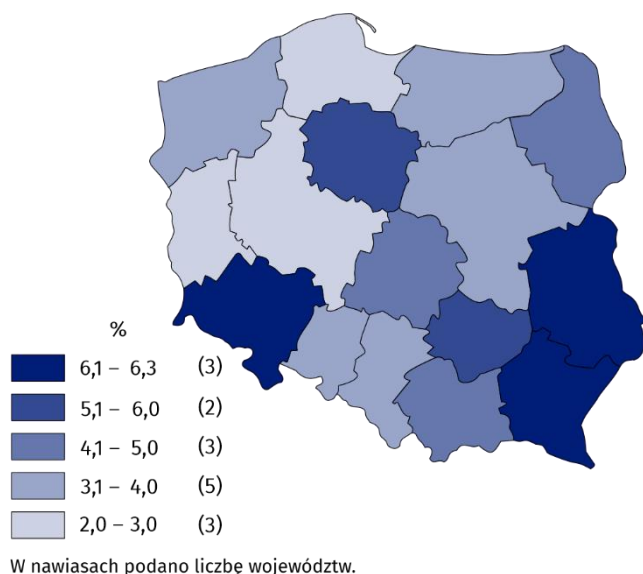 %
6,1 – 6,3 (3)
5,1 – 6,0 (2)
4,1 – 5,0 (3)
3,1 – 4,0 (5)
2,0 – 3,0 (3)
W nawiasach podano liczbę województw.